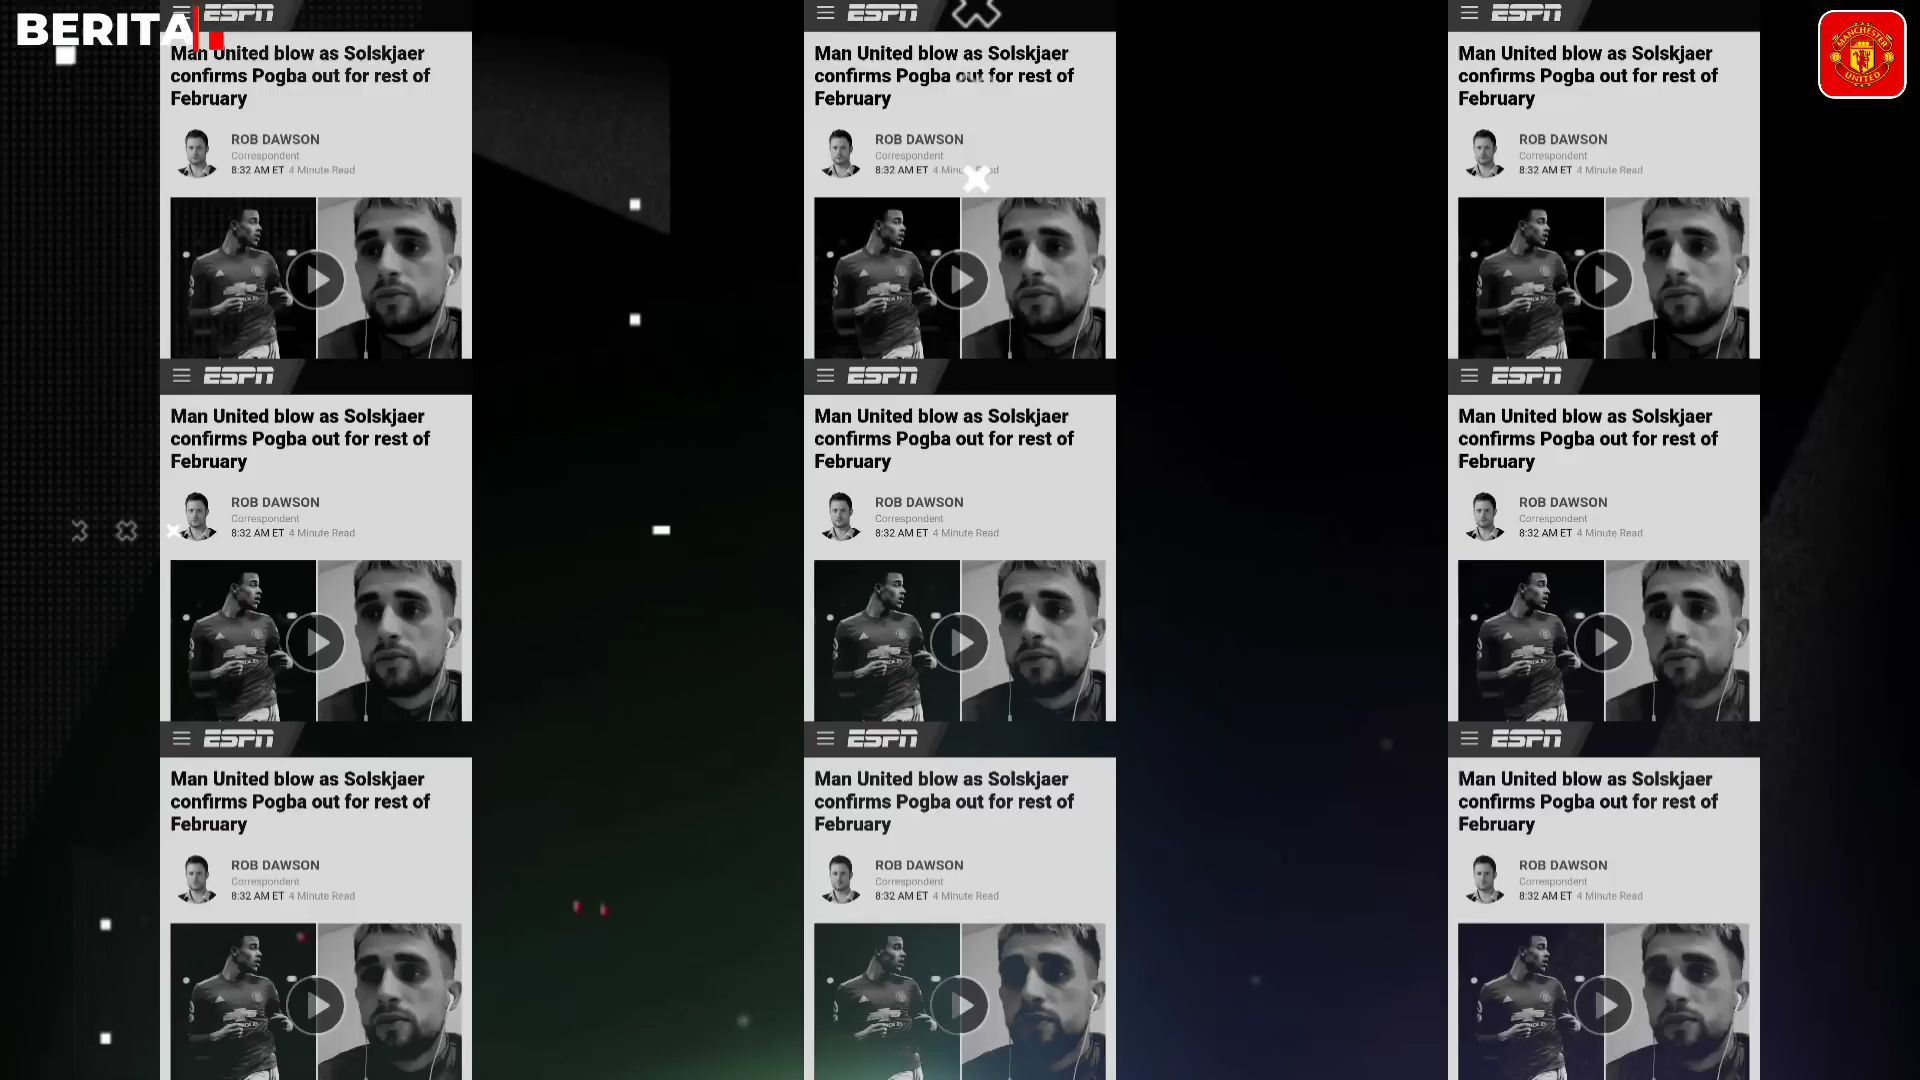 BERITA
MANCHESTER
UNITED
ESPN
Man United blow as Solskjaer
confirms Pogba out for rest of
February
ROB DAWSON
Correspondent
8:32 AM ET 4 Minute Read
ESPN
Man United blow as Solskjaer
confirms Pogba out for rest of
February
ROB DAWSON
Correspondent
8:32 AM ET 4 Minute Read
ESPN
Man United blow as Solskjaer
confirms Pogba out for rest of
February
ROB DAWSON
Correspondent
8:32 AM ET 4 Minute Read
ESPN
Man United blow as Solskjaer
confirms Pogba out for rest of
February
ROB DAWSON
Correspondent
8:32 AM ET 4 Minute Read
ESPN
Man United blow as Solskjaer
confirms Pogba out for rest of
February
ROB DAWSON
Correspondent
8:32 AM ET 4 Minute Read
ESPN
Man United blow as Solskjaer
confirms Pogba out for rest of
February
ROB DAWSON
Correspondent
8:32 AM ET 4 Minute Read
ESPN
Man United blow as Solskjaer
confirms Pogba out for rest of
February
ROB DAWSON
Correspondent
8:32 AM ET 4 Minute Read
ESPN
Man United blow as Solskjaer
confirms Pogba out for rest of
February
ROB DAWSON
Correspondent
8:32 AM ET 4 Minute Read
ESPN
Man United blow as Solskjaer
confirms Pogba out for rest of
February
ROB DAWSON
Correspondent
8:32 AM ET 4 Minute Read